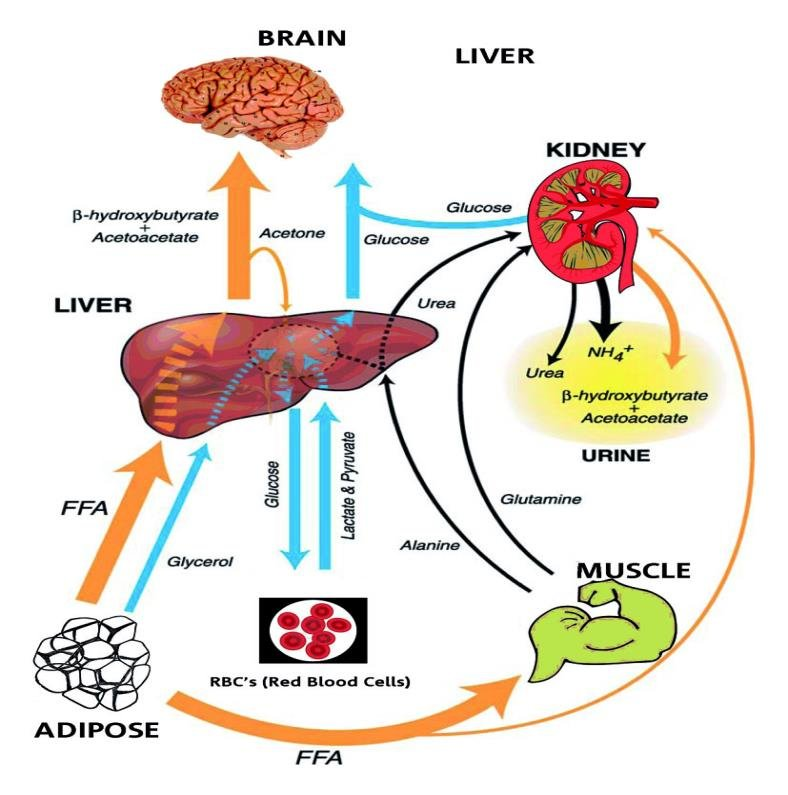 BRAIN
LIVER
KIDNEY
β-hydroxybutyrate
+
Acetoacetate
Acetone
Glucose
Glucose
LIVER
Urea
NH4+
Urea
β-hydroxybutyrate
+
Acetoacetate
URINE
FFA
Glucose
Lactate & Pyruvate
Glutamine
Alanine
Glycerol
MUSCLE
RBC's (Red Blood Cells)
ADIPOSE
FFA